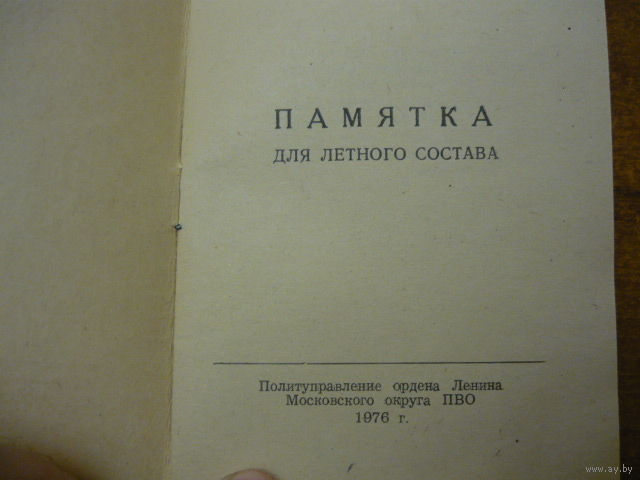 ПАМЯТКА
ДЛЯ ЛЕТНОГО СОСТАВА
Политуправление ордена Ленина
Московского округа ПВО
1976 г.
www.ay.by